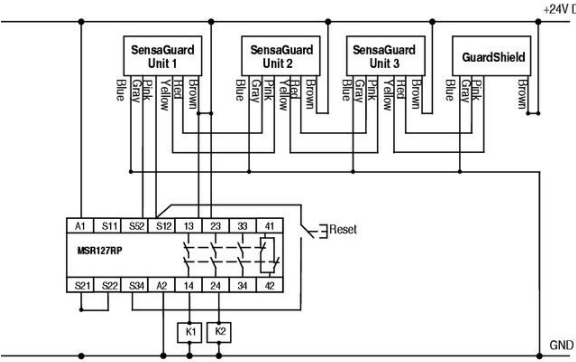 +24V D
SensaGuard
Unit 1
SensaGuard
Unit 2
SensaGuard
Unit 3
GuardShield
Blue
Gray
Pink
Yellow
Red
Brown
Blue
Gray
Pink
Yellow
Red
Brown
Blue
Gray
Pink
Yellow
Red
Brown
Blue
Gray
Pink
Brown
A1 S11 S52 S12 13 23 33 41
Reset
MSR127RP
S21 S22 S34 A2 14 24 34 42
K1 K2
GND